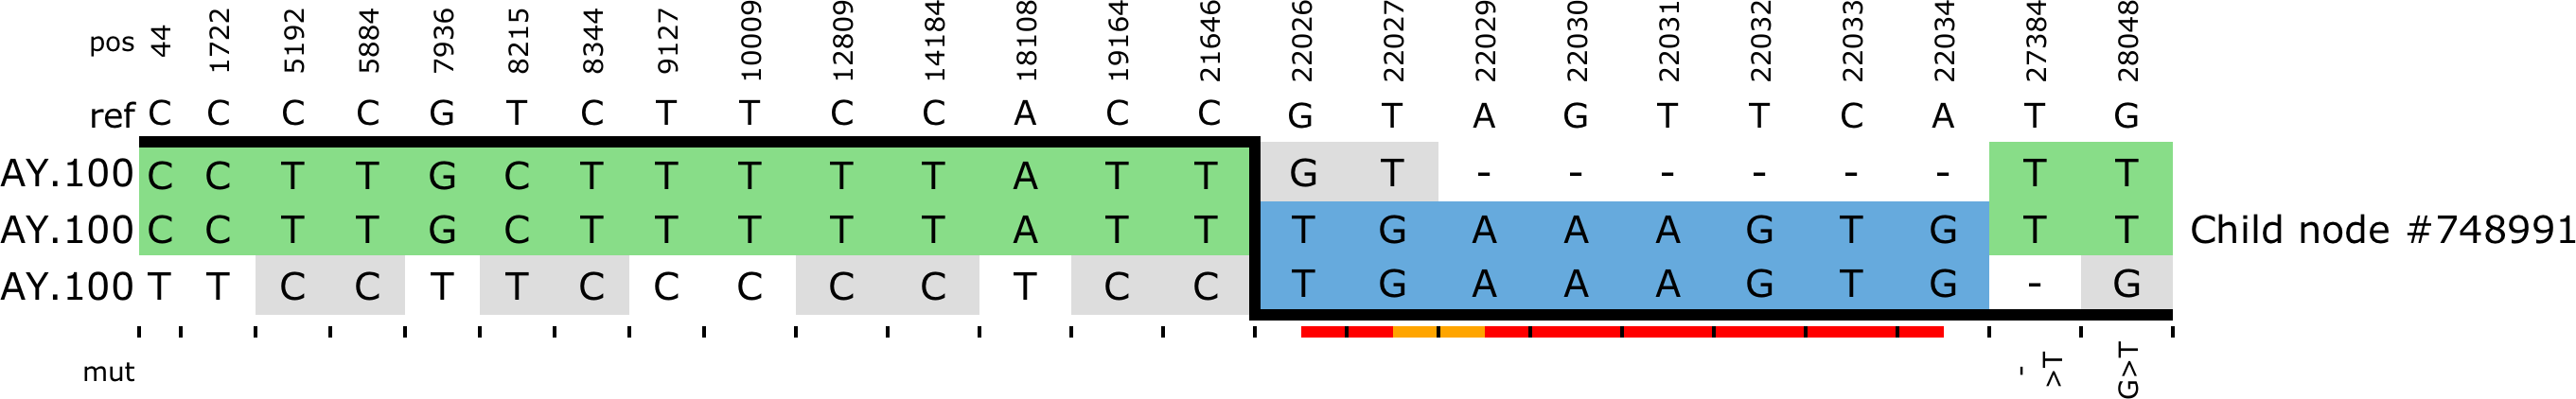 pos 44 1722 5192 5884 7936 8215 8344 9127 10009 12809 14184 18108 19164 21646 22026 22027 22029 22030 22031 22032 22033 22034 27384 28048
ref C C C C G T C T T C C A C C G T A G T T C A T G
AY.100 C C T T G C T T T T T A T T G T - - - - - - T T
AY.100 C C T T G C T T T T T A T T T G A A A G T G T T Child node #748991
AY.100 T T C C T T C C C C C T C C T G A A A G T G - G
mut - >T G>T